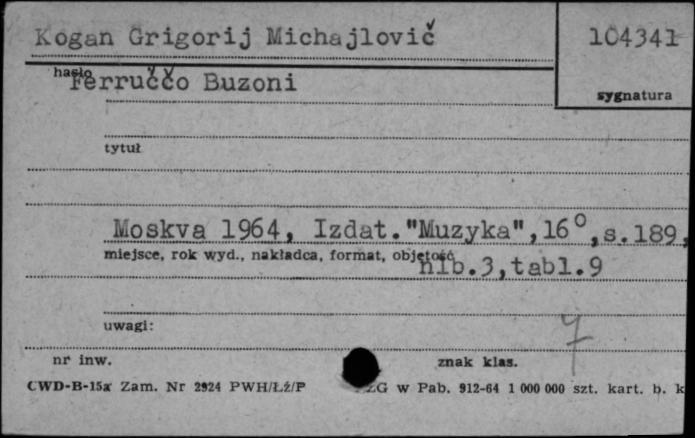 Kogan Grigorij Michajlovič
104341
hasło
Ferruččo Buzoni
sygnatura
tytuł
Moskva 1964, Izdat."Muzyka",16°,s.189,
miejsce, rok wyd., nakładca, format, objętość
nlb.3,tabl.9
uwagi:
nr inw.
znak klas.
CWD-B-15a Zam. Nr 2924 PWH/Łż/P
ZG w Pab. 912-64 1 000 000 szt. kart. b. k